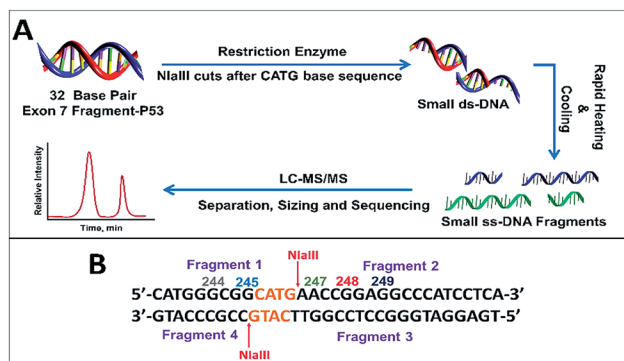 A
Restriction Enzyme
NlaIII cuts after CATG base sequence
32 Base Pair
Exon 7 Fragment-P53
Small ds-DNA
Rapid Heating
&
Cooling
Relative Intensity
Time, min
LC-MS/MS
Separation, Sizing and Sequencing
Small ss-DNA Fragments
B
NlaIII
Fragment 1
Fragment 2
244 245 247 248 249
5'-CATGGGCGGCATGAACCGGAGGCCCATCCTCA-3'
3'-GTACCCGCCGTACTTGGCCTCCGGGTAGGAGT-5'
Fragment 4
Fragment 3
NlaIII